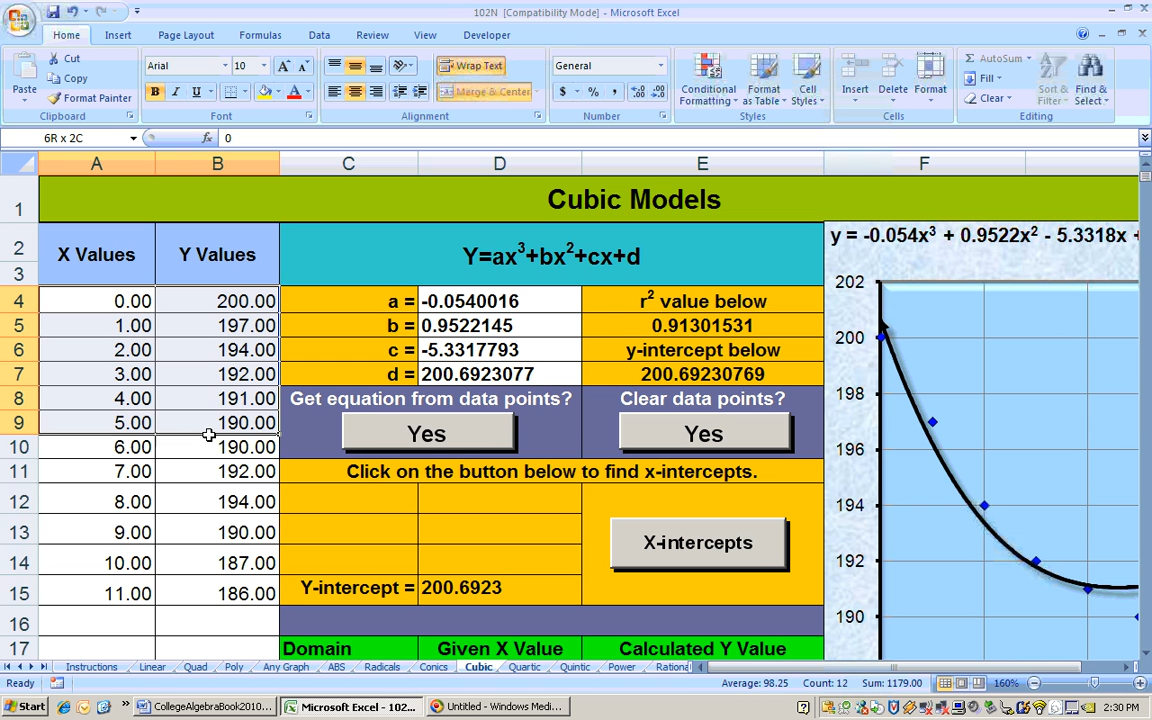 102N [Compatibility Mode] - Microsoft Excel
Home Insert Page Layout Formulas Data Review View Developer
Paste
Cut
Copy
Format Painter
Clipboard
Arial 10
B I U
Font
Wrap Text
Merge & Center
Alignment
General
$ % ,
Number
Conditional Formatting
Format as Table
Cell Styles
Styles
Insert Delete Format
Cells
AutoSum
Fill
Clear
Sort & Filter
Find & Select
Editing
6R x 2C fx 0
A B C D E F
1 Cubic Models
2 X Values Y Values Y=ax³+bx²+cx+d y = -0.054x³ + 0.9522x² - 5.3318x +
3
4 0.00 200.00 a = -0.0540016 r² value below
5 1.00 197.00 b = 0.9522145 0.91301531
6 2.00 194.00 c = -5.3317793 y-intercept below
7 3.00 192.00 d = 200.6923077 200.69230769
8 4.00 191.00 Get equation from data points? Clear data points?
9 5.00 190.00 Yes Yes
10 6.00 190.00
11 7.00 192.00 Click on the button below to find x-intercepts.
12 8.00 194.00
13 9.00 190.00 X-intercepts
14 10.00 187.00
15 11.00 186.00 Y-intercept = 200.6923
16
17 Domain Given X Value Calculated Y Value
202
200
198
196
194
192
190
Instructions Linear Quad Poly Any Graph ABS Radicals Conics Cubic Quartic Quintic Power Rationa
Ready Average: 98.25 Count: 12 Sum: 1179.00 160%
Start CollegeAlgebraBook2010... Microsoft Excel - 102... Untitled - Windows Medi... 2:30 PM